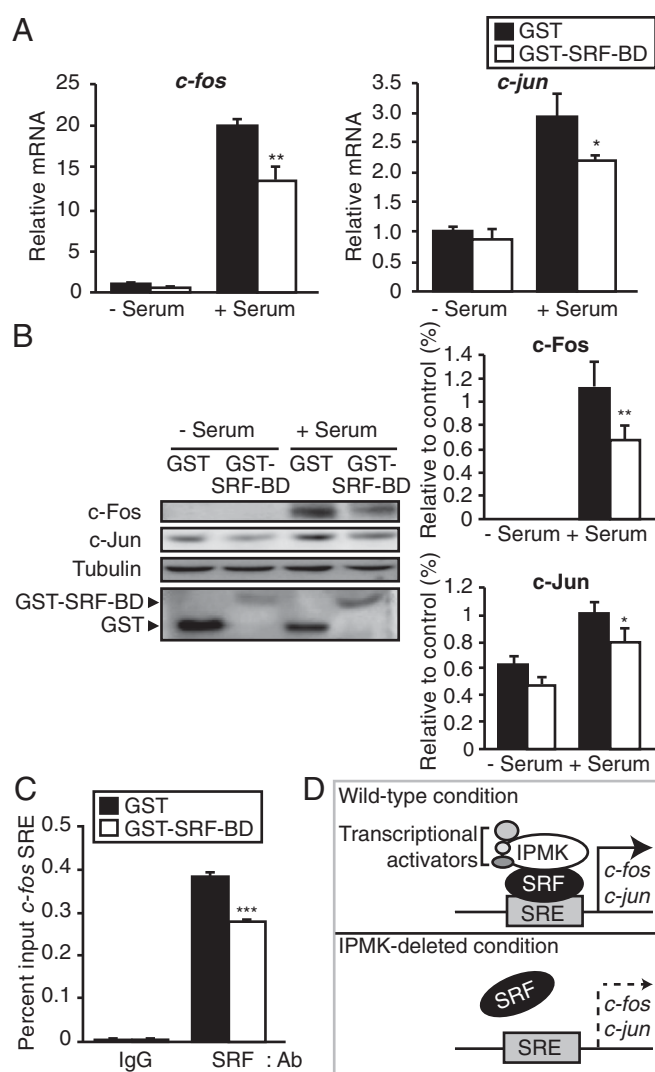 A
GST
GST-SRF-BD
c-fos
Relative mRNA
25
20
15
10
5
0
**
- Serum
+ Serum
c-jun
Relative mRNA
3.5
3.0
2.5
2.0
1.5
1.0
0.5
0
*
- Serum
+ Serum
B
- Serum
+ Serum
GST
GST-
SRF-BD
GST
GST-
SRF-BD
c-Fos
c-Jun
Tubulin
GST-SRF-BD
GST
c-Fos
Relative to control (%)
1.4
1.2
1
0.8
0.6
0.4
0.2
0
**
- Serum + Serum
c-Jun
Relative to control (%)
1.2
1
0.8
0.6
0.4
0.2
0
*
- Serum + Serum
C
GST
GST-SRF-BD
Percent input c-fos SRE
0.5
0.4
0.3
0.2
0.1
0
***
IgG
SRF : Ab
D
Wild-type condition
Transcriptional
activators
IPMK
SRF
SRE
c-fos
c-jun
IPMK-deleted condition
SRF
SRE
c-fos
c-jun